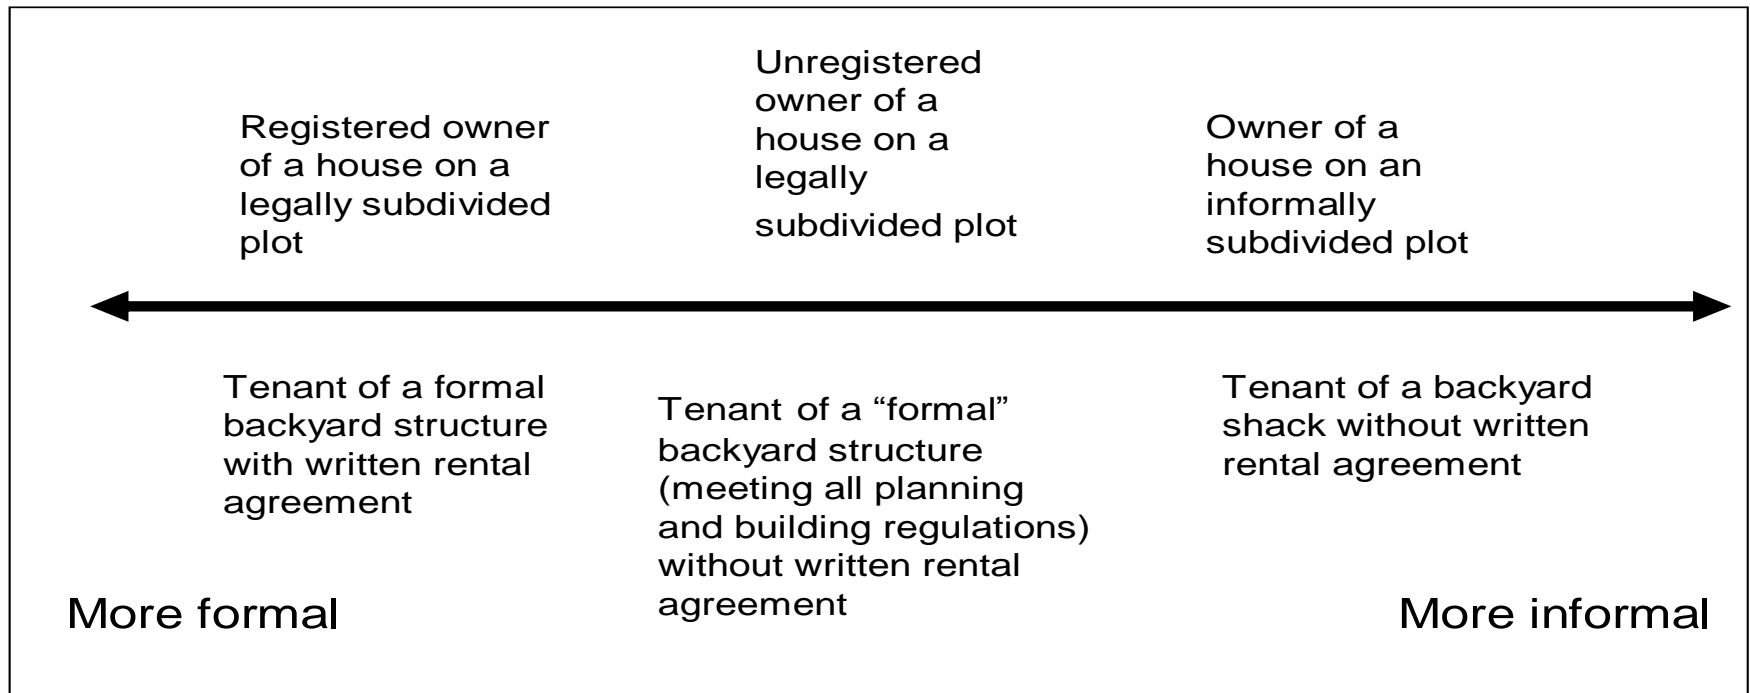 Registered owner
of a house on a
legally subdivided
plot
Unregistered
owner of a
house on a
legally
subdivided plot
Owner of a
house on an
informally
subdivided plot
Tenant of a formal
backyard structure
with written rental
agreement
Tenant of a “formal”
backyard structure
(meeting all planning
and building regulations)
without written rental
agreement
Tenant of a backyard
shack without written
rental agreement
More formal
More informal